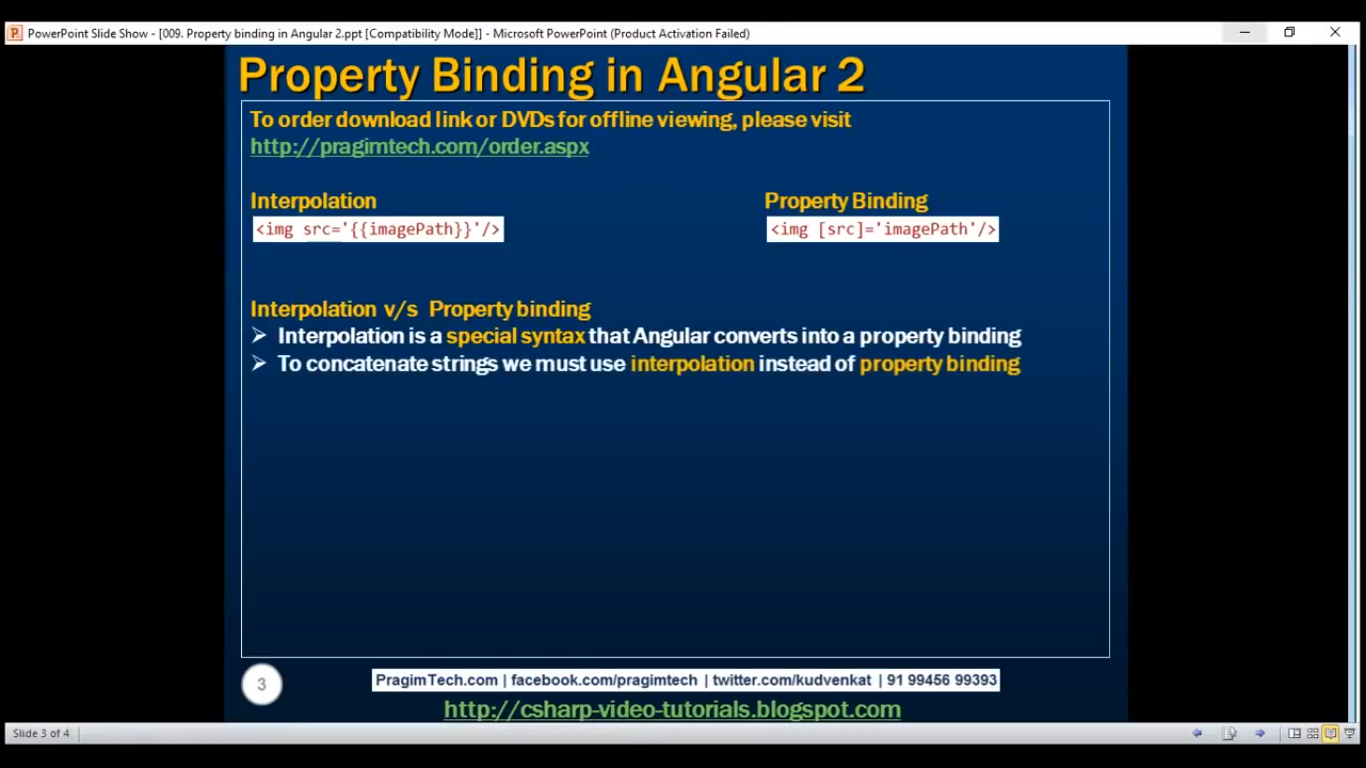 PowerPoint Slide Show - [009. Property binding in Angular 2.ppt [Compatibility Mode]] - Microsoft PowerPoint (Product Activation Failed)
Property Binding in Angular 2
To order download link or DVDs for offline viewing, please visit
http://pragimtech.com/order.aspx
Interpolation
Property Binding
<img src='{{imagePath}}'/>
<img [src]='imagePath'/>
Interpolation v/s Property binding
➢ Interpolation is a special syntax that Angular converts into a property binding
➢ To concatenate strings we must use interpolation instead of property binding
3
PragimTech.com | facebook.com/pragimtech | twitter.com/kudvenkat | 91 99456 99393
http://csharp-video-tutorials.blogspot.com
Slide 3 of 4